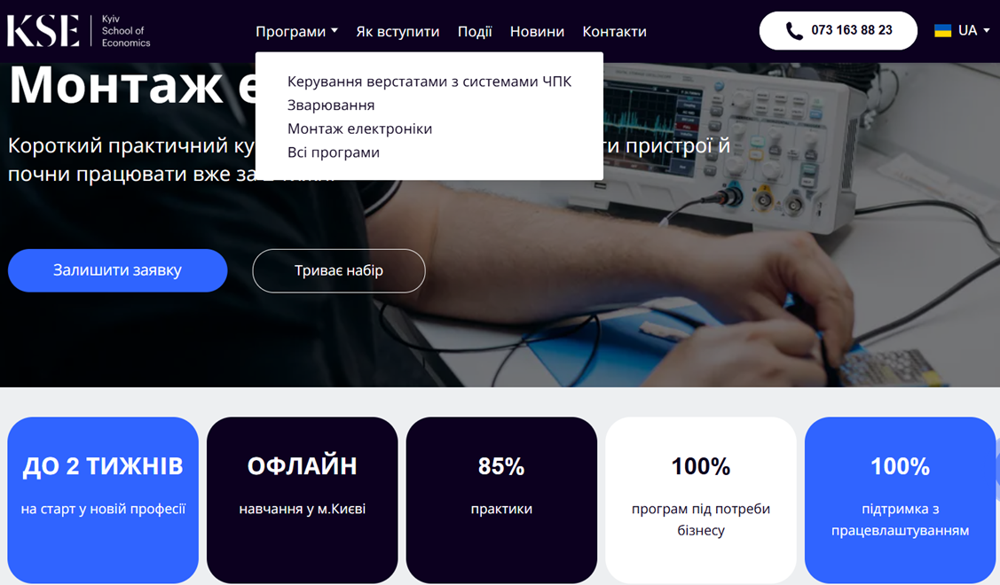 KSE
Kyiv
School of
Economics
Програми
Як вступити
Події
Новини
Контакти
073 163 88 23
UA
Керування верстатами з системами ЧПК
Зварювання
Монтаж електроніки
Всі програми
Монтаж е
Короткий практичний ку
ти пристрої й
почни працювати вже за 2
Залишити заявку
Триває набір
ДО 2 ТИЖНІВ
на старт у новій професії
ОФЛАЙН
навчання у м.Києві
85%
практики
100%
програм під потреби
бізнесу
100%
підтримка з
працевлаштуванням